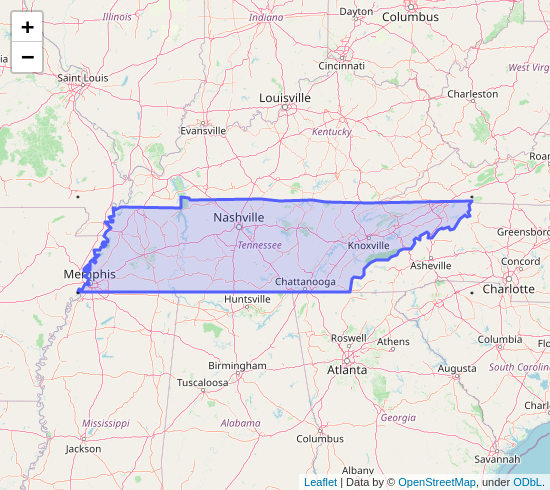 +
−
Illinois
Indiana
Dayton
Columbus
Cincinnati
Saint Louis
West Virg
Charleston
Louisville
Evansville
Kentucky
Roan
Nashville
Tennessee
Knoxville
Greensboro
Asheville
Concord
Charlotte
Memphis
Chattanooga
Huntsville
Roswell
Athens
Columbia
Flo
Birmingham
Atlanta
Augusta
South Carolina
Tuscaloosa
Charl
Mississippi
Alabama
Georgia
Columbus
Jackson
Savannah
Albany
Leaflet | Data by © OpenStreetMap, under ODbL.